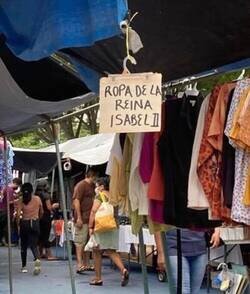 ROPA DE LA
REINA
ISABEL II